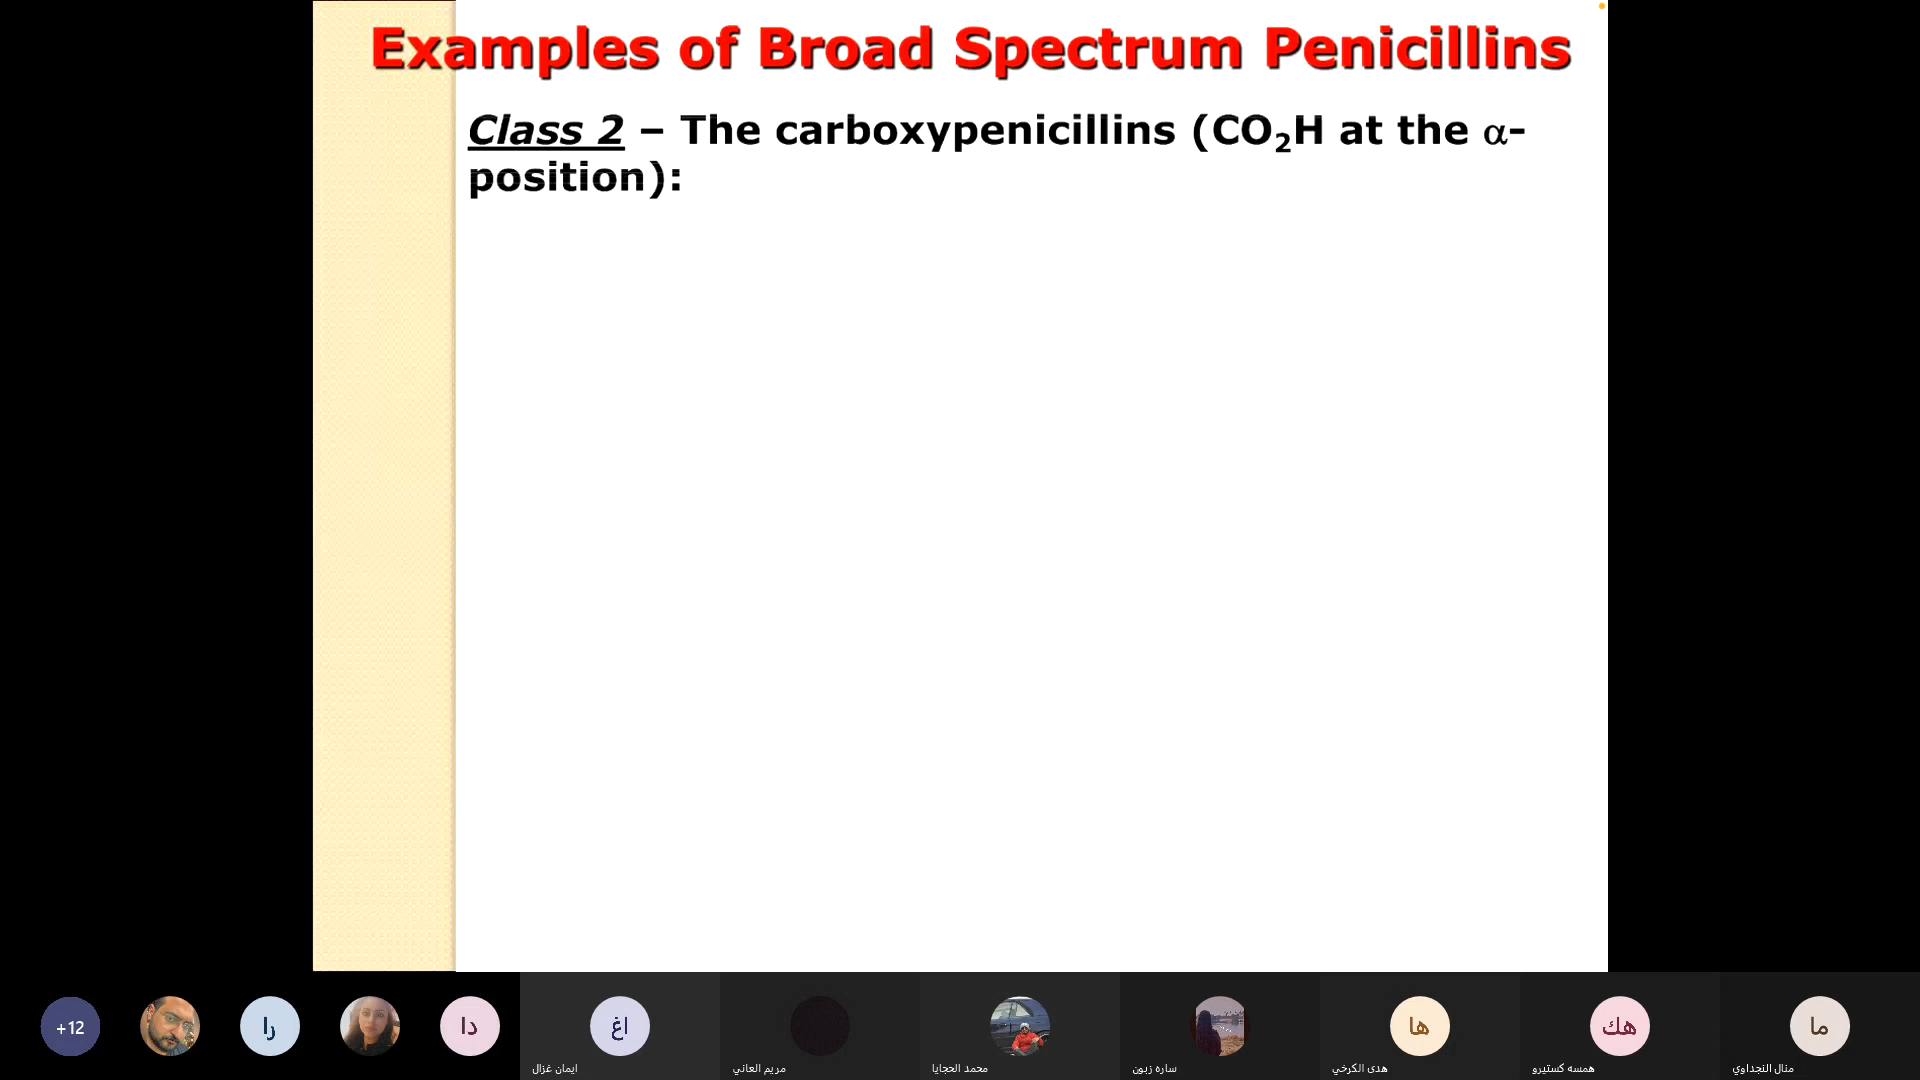 Examples of Broad Spectrum Penicillins
Class 2 – The carboxypenicillins (CO₂H at the α-
position):
+12
را
دا
اغ
ها
هك
ما
ايمان غزال
مريم العاني
محمد الحجايا
ساره زبون
هدى الكرخي
همسه كستيرو
منال النجداوي